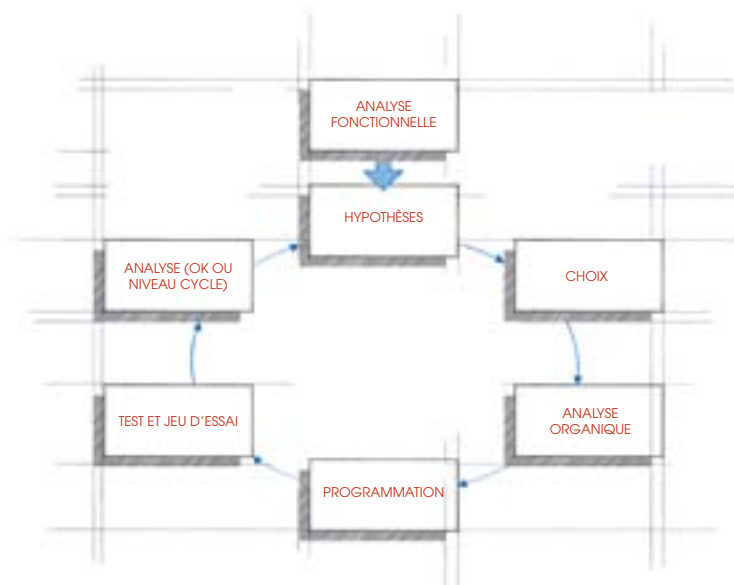 ANALYSE
FONCTIONNELLE
HYPOTHÈSES
CHOIX
ANALYSE
ORGANIQUE
PROGRAMMATION
TEST ET JEU D'ESSAI
ANALYSE (OK OU
NIVEAU CYCLE)